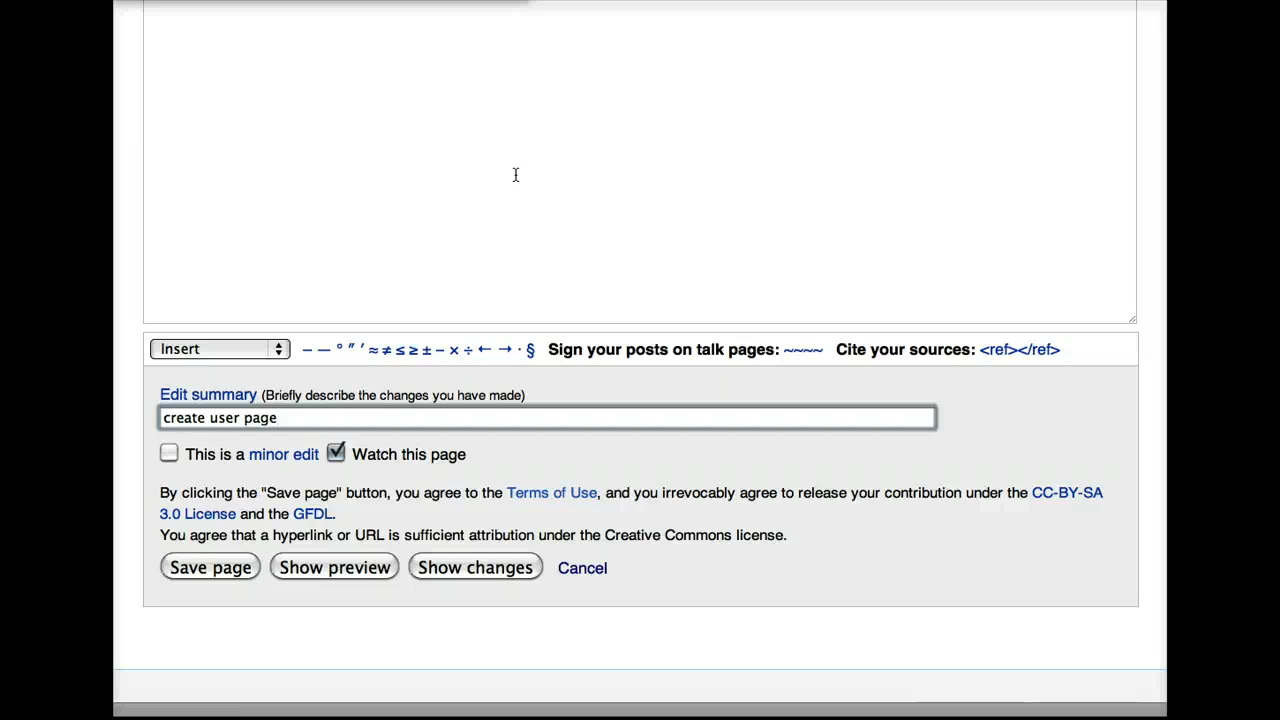 Insert – — ° ″ ′ ≈ ≠ ≤ ≥ ± − × ÷ ← → · § Sign your posts on talk pages: ~~~~ Cite your sources: <ref></ref>
Edit summary (Briefly describe the changes you have made)
create user page
This is a minor edit Watch this page
By clicking the "Save page" button, you agree to the Terms of Use, and you irrevocably agree to release your contribution under the CC-BY-SA
3.0 License and the GFDL.
You agree that a hyperlink or URL is sufficient attribution under the Creative Commons license.
Save page Show preview Show changes Cancel